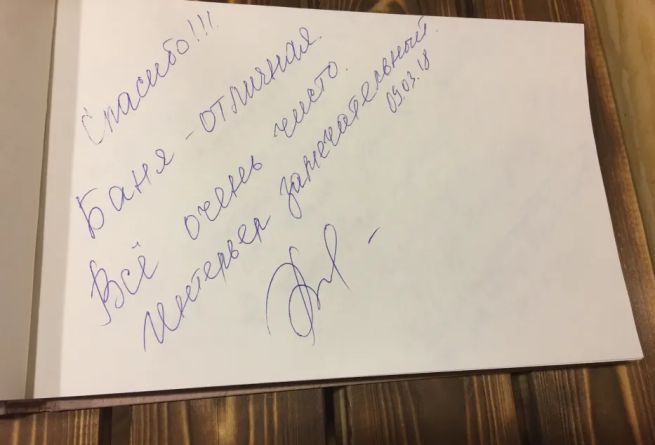 Спасибо!!!
Баня - отличная.
Всё очень чисто.
Интерьер замечательный.
09.03.18